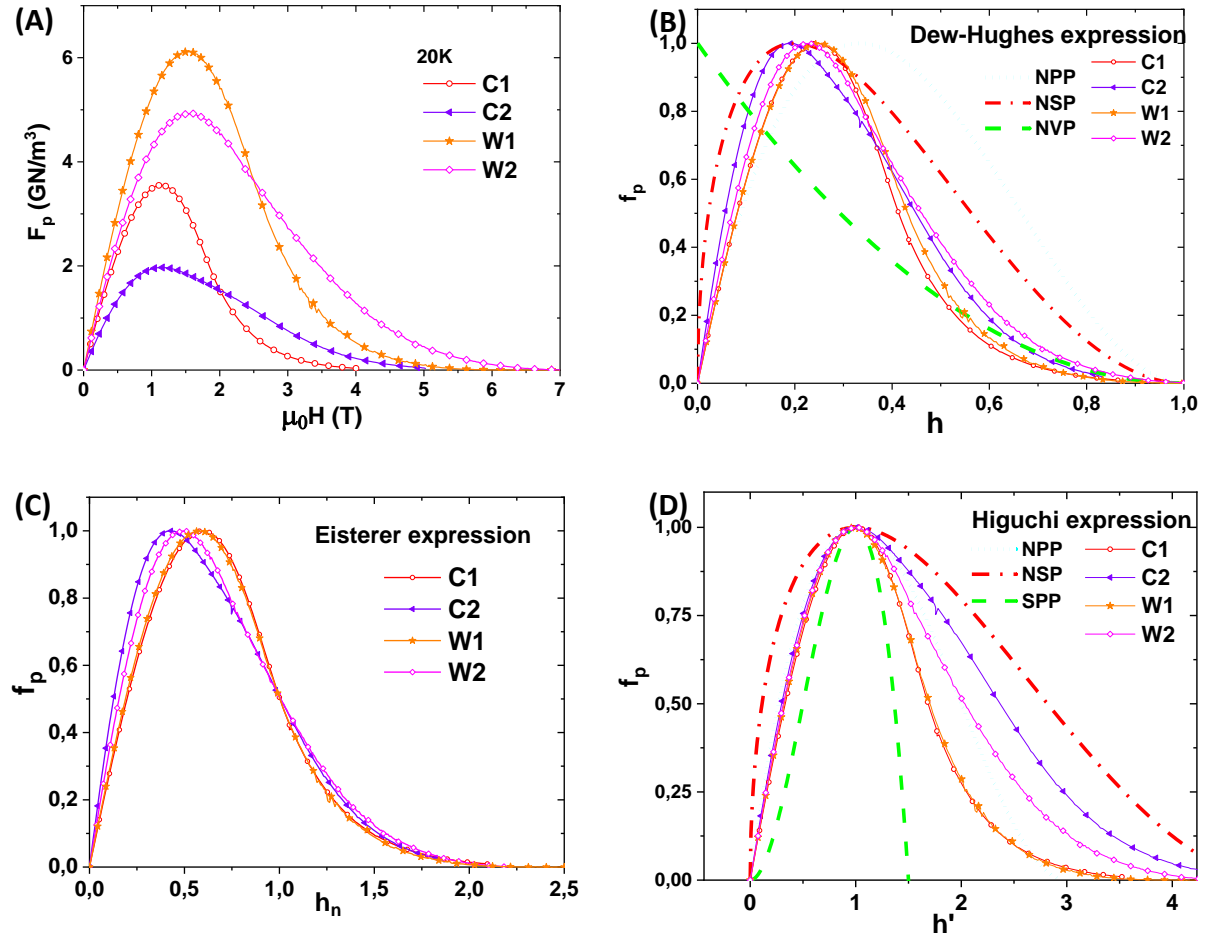 (A)
20K
C1
C2
W1
W2
6
4
2
0
0 1 2 3 4 5 6 7
Fp (GN/m³)
μ₀H (T)
(B)
Dew-Hughes expression
NPP
NSP
NVP
C1
C2
W1
W2
1,0
0,8
0,6
0,4
0,2
0,0
0,0 0,2 0,4 0,6 0,8 1,0
fp
h
(C)
Eisterer expression
C1
C2
W1
W2
1,0
0,8
0,6
0,4
0,2
0,0
0,0 0,5 1,0 1,5 2,0 2,5
fp
hn
(D)
Higuchi expression
NPP
NSP
SPP
C1
C2
W1
W2
1,00
0,75
0,50
0,25
0,00
0 1 2 3 4
fp
h'